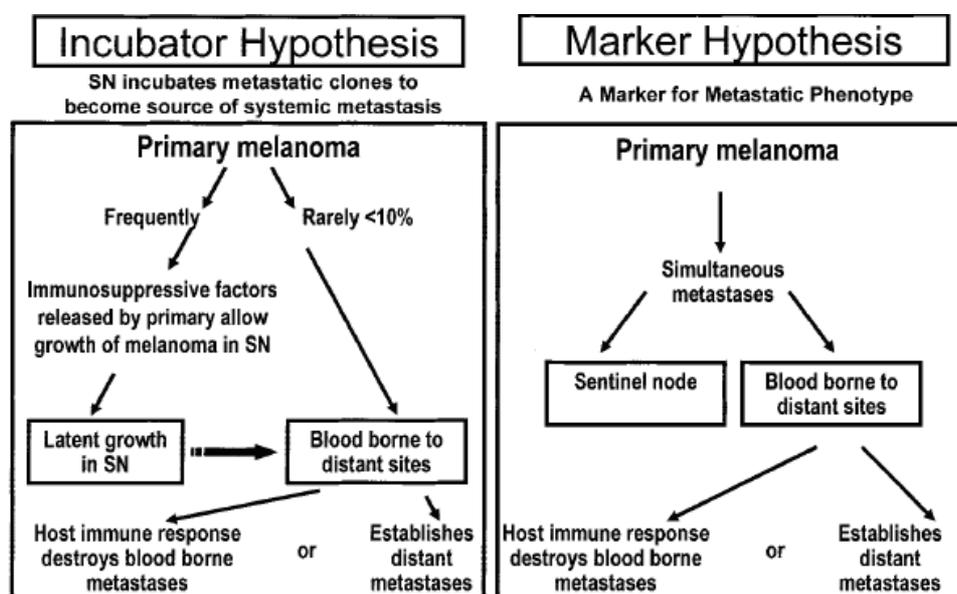 Incubator Hypothesis
SN incubates metastatic clones to
become source of systemic metastasis
Primary melanoma
Frequently
Rarely <10%
Immunosuppressive factors
released by primary allow
growth of melanoma in SN
Latent growth
in SN
Blood borne to
distant sites
Host immune response
destroys blood borne
metastases
or
Establishes
distant
metastases
Marker Hypothesis
A Marker for Metastatic Phenotype
Primary melanoma
Simultaneous
metastases
Sentinel node
Blood borne to
distant sites
Host immune response
destroys blood borne
metastases
or
Establishes
distant
metastases